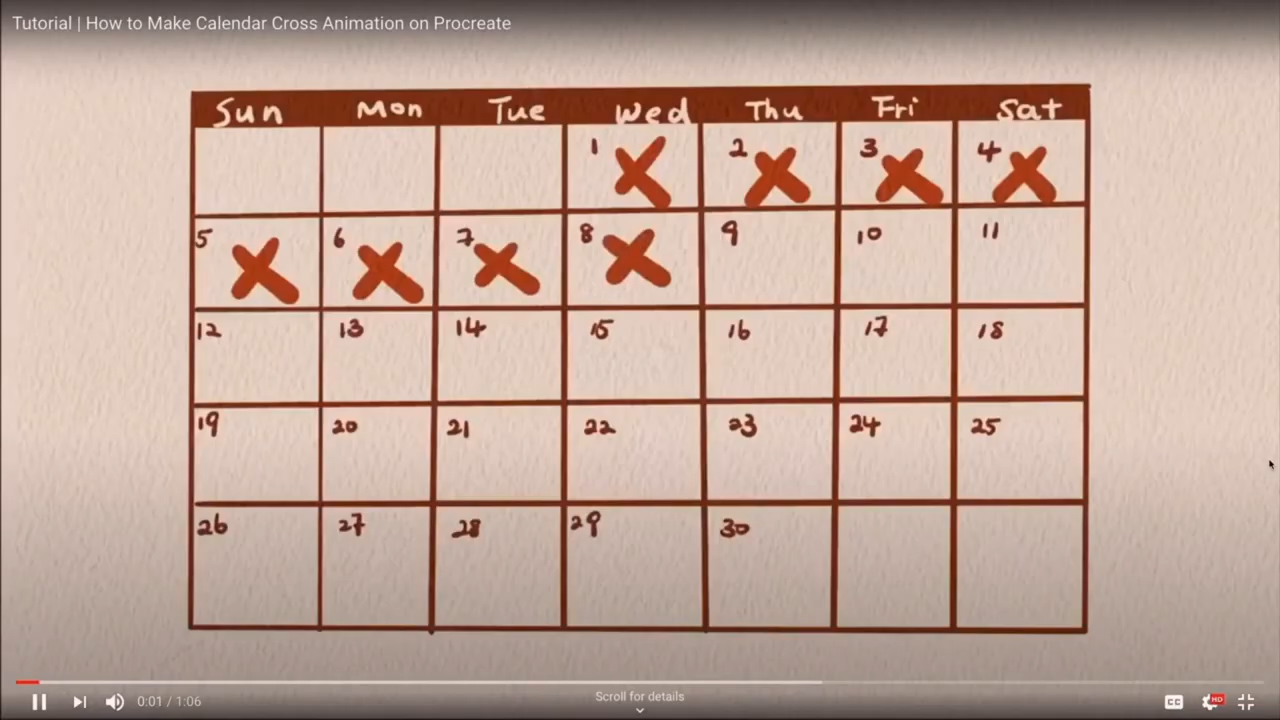 Tutorial | How to Make Calendar Cross Animation on Procreate
Sun Mon Tue Wed Thu Fri Sat
1 2 3 4
5 6 7 8 9 10 11
12 13 14 15 16 17 18
19 20 21 22 23 24 25
26 27 28 29 30
Scroll for details
0:01 / 1:06
CC HD